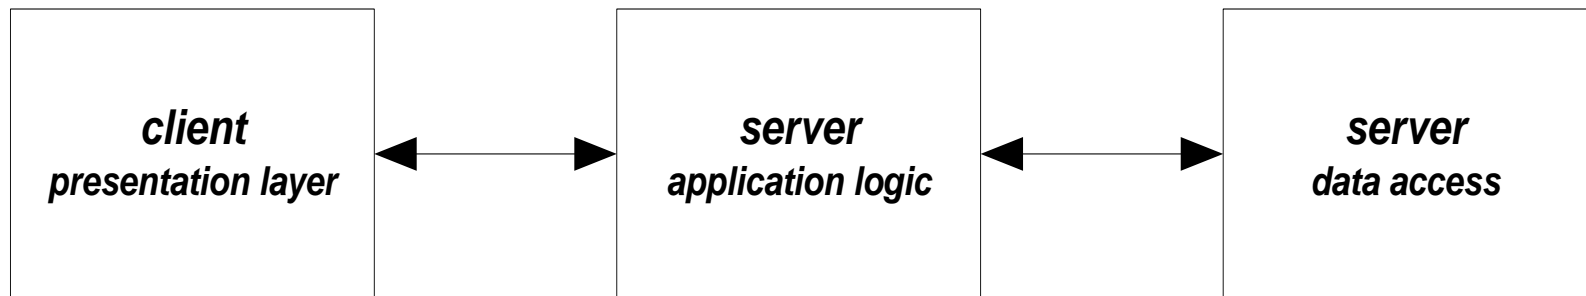 client
presentation layer
server
application logic
server
data access